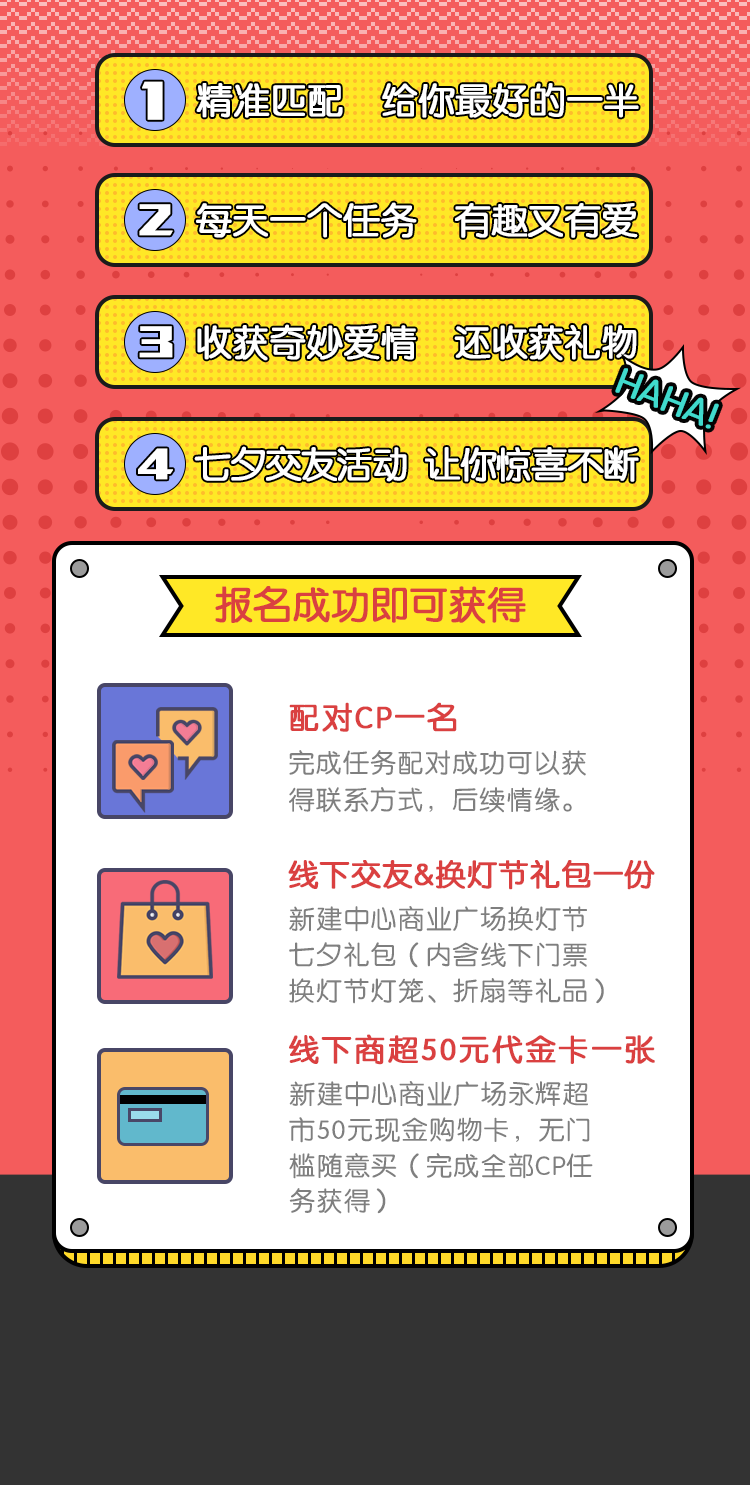 1 精准匹配 给你最好的一半
2 每天一个任务 有趣又有爱
3 收获奇妙爱情 还收获礼物
HAHA!
4 七夕交友活动 让你惊喜不断
报名成功即可获得
配对CP一名
完成任务配对成功可以获
得联系方式，后续情缘。
线下交友&换灯节礼包一份
新建中心商业广场换灯节
七夕礼包（内含线下门票
换灯节灯笼、折扇等礼品）
线下商超50元代金卡一张
新建中心商业广场永辉超
市50元现金购物卡，无门
槛随意买（完成全部CP任
务获得）